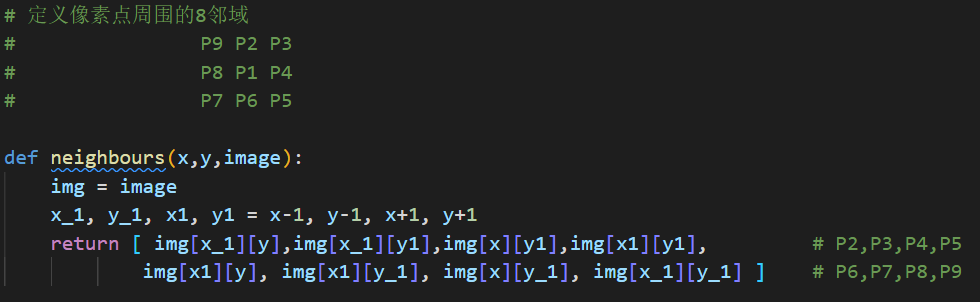 # 定义像素点周围的8邻域
#                P9 P2 P3
#                P8 P1 P4
#                P7 P6 P5
def neighbours(x,y,image):
    img = image
    x_1, y_1, x1, y1 = x-1, y-1, x+1, y+1
    return [ img[x_1][y],img[x_1][y1],img[x][y1],img[x1][y1],         # P2,P3,P4,P5
            img[x1][y], img[x1][y_1], img[x][y_1], img[x_1][y_1] ]    # P6,P7,P8,P9